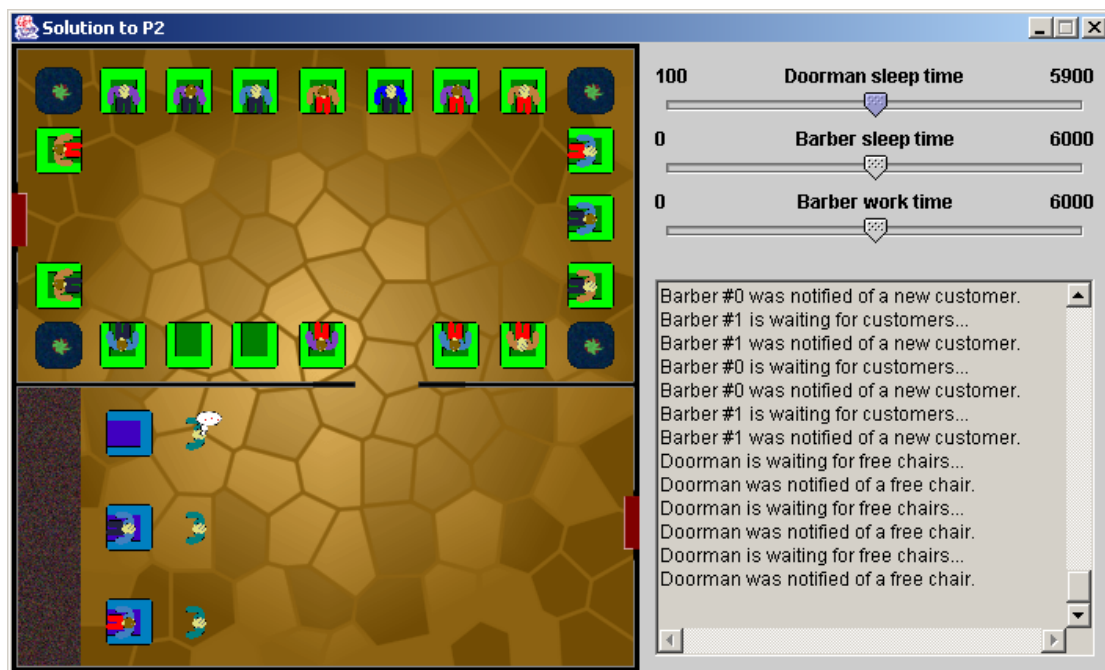 Solution to P2
100 Doorman sleep time 5900
0 Barber sleep time 6000
0 Barber work time 6000
Barber #0 was notified of a new customer.
Barber #1 is waiting for customers...
Barber #1 was notified of a new customer.
Barber #0 is waiting for customers...
Barber #0 was notified of a new customer.
Barber #1 is waiting for customers...
Barber #1 was notified of a new customer.
Doorman is waiting for free chairs...
Doorman was notified of a free chair.
Doorman is waiting for free chairs...
Doorman was notified of a free chair.
Doorman is waiting for free chairs...
Doorman was notified of a free chair.